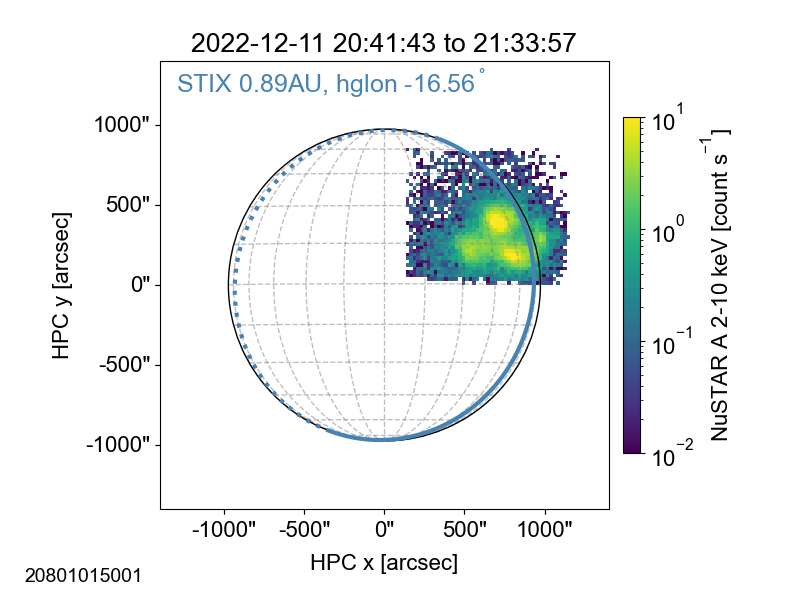 2022-12-11 20:41:43 to 21:33:57
STIX 0.89AU, hglon -16.56°
1000"
500"
0"
-500"
-1000"
HPC y [arcsec]
-1000" -500" 0" 500" 1000"
HPC x [arcsec]
10¹
10⁰
10⁻¹
10⁻²
NuSTAR A 2-10 keV [count s⁻¹]
20801015001